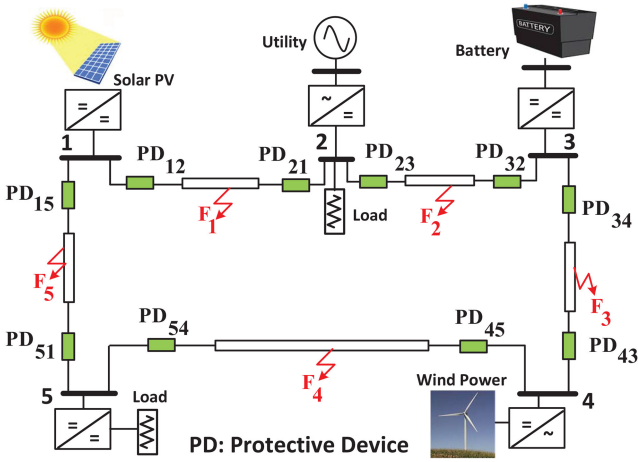 Utility
Battery
BATTERY
Solar PV
= =
~ =
= =
1
2
3
PD12
PD21
PD23
PD32
PD15
PD34
F1
Load
F2
F5
F3
PD54
PD45
PD51
PD43
F4
5
Load
Wind Power
4
= =
= ~
PD: Protective Device